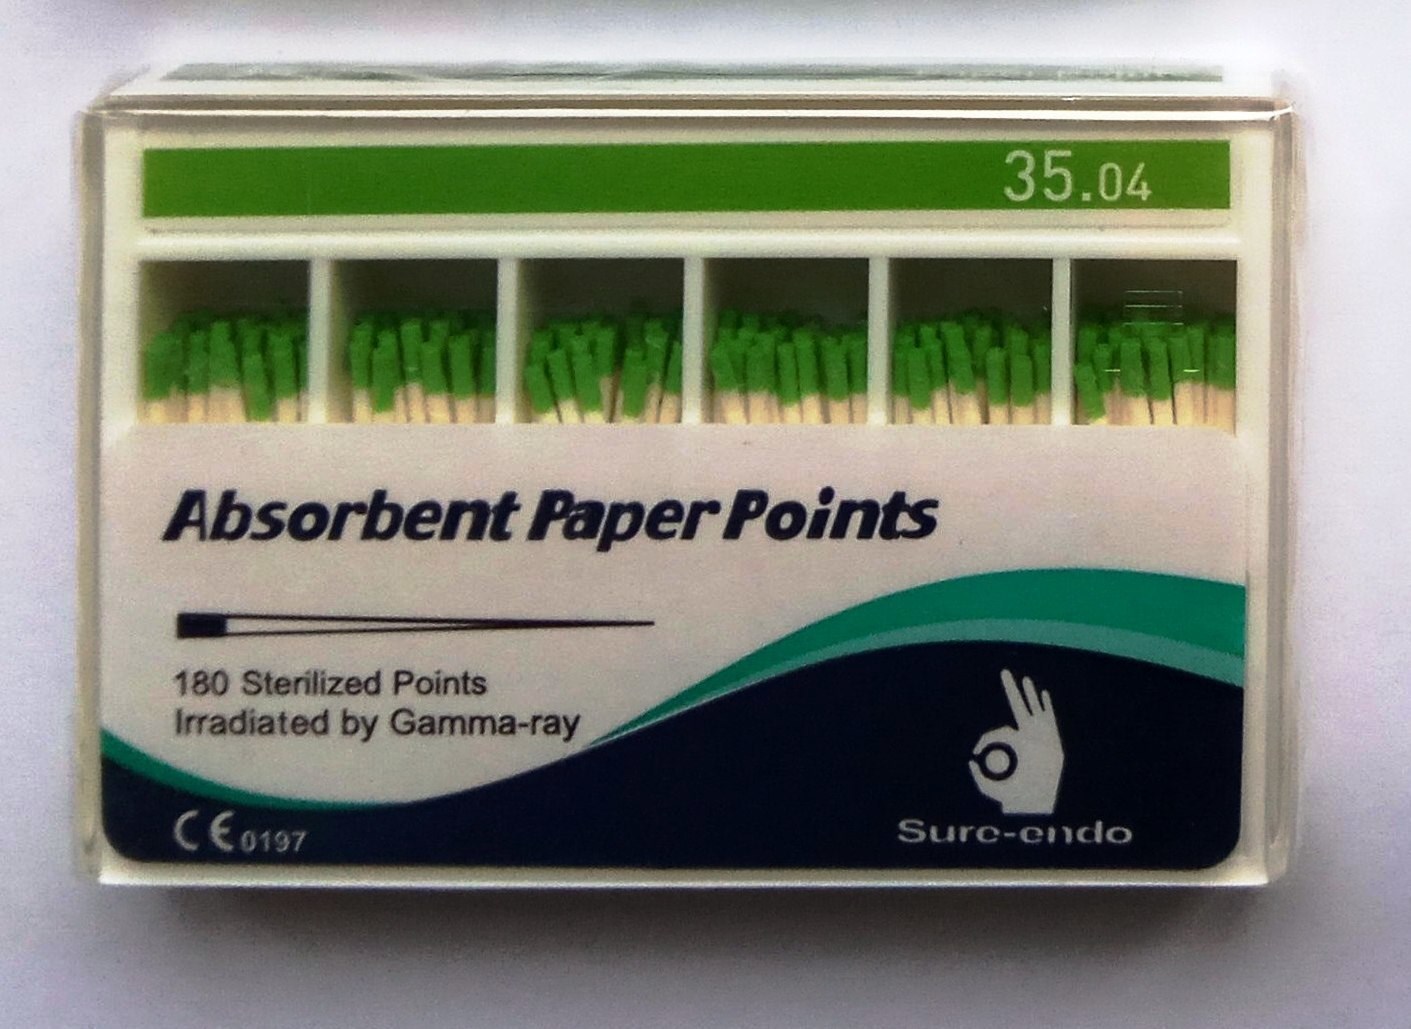 35.04
Absorbent Paper Points
180 Sterilized Points
Irradiated by Gamma-ray
CE 0197
Sure-endo